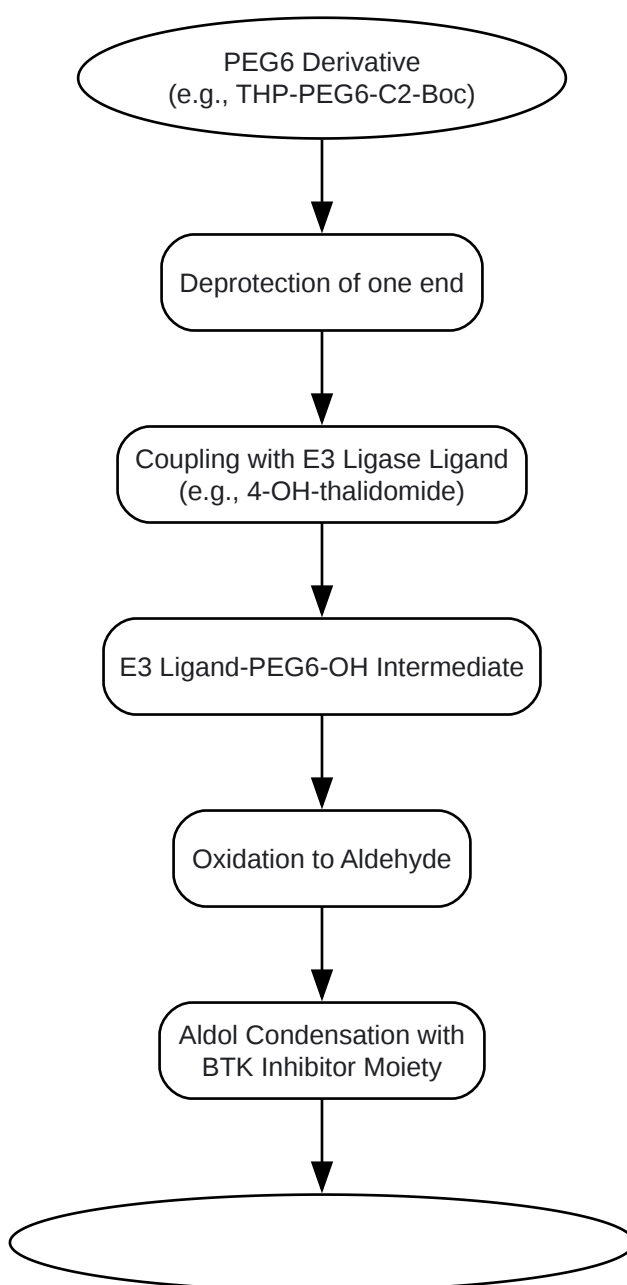 PEG6 Derivative
(e.g., THP-PEG6-C2-Boc)
Deprotection of one end
Coupling with E3 Ligase Ligand
(e.g., 4-OH-thalidomide)
E3 Ligand-PEG6-OH Intermediate
Oxidation to Aldehyde
Aldol Condensation with
BTK Inhibitor Moiety